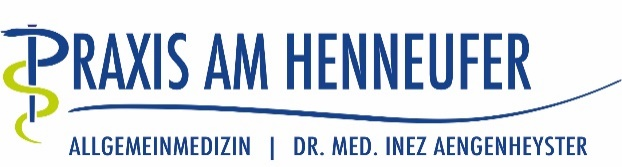 PRAXIS AM HENNEUFER
ALLGEMEINMEDIZIN | DR. MED. INEZ AENGENHEYSTER